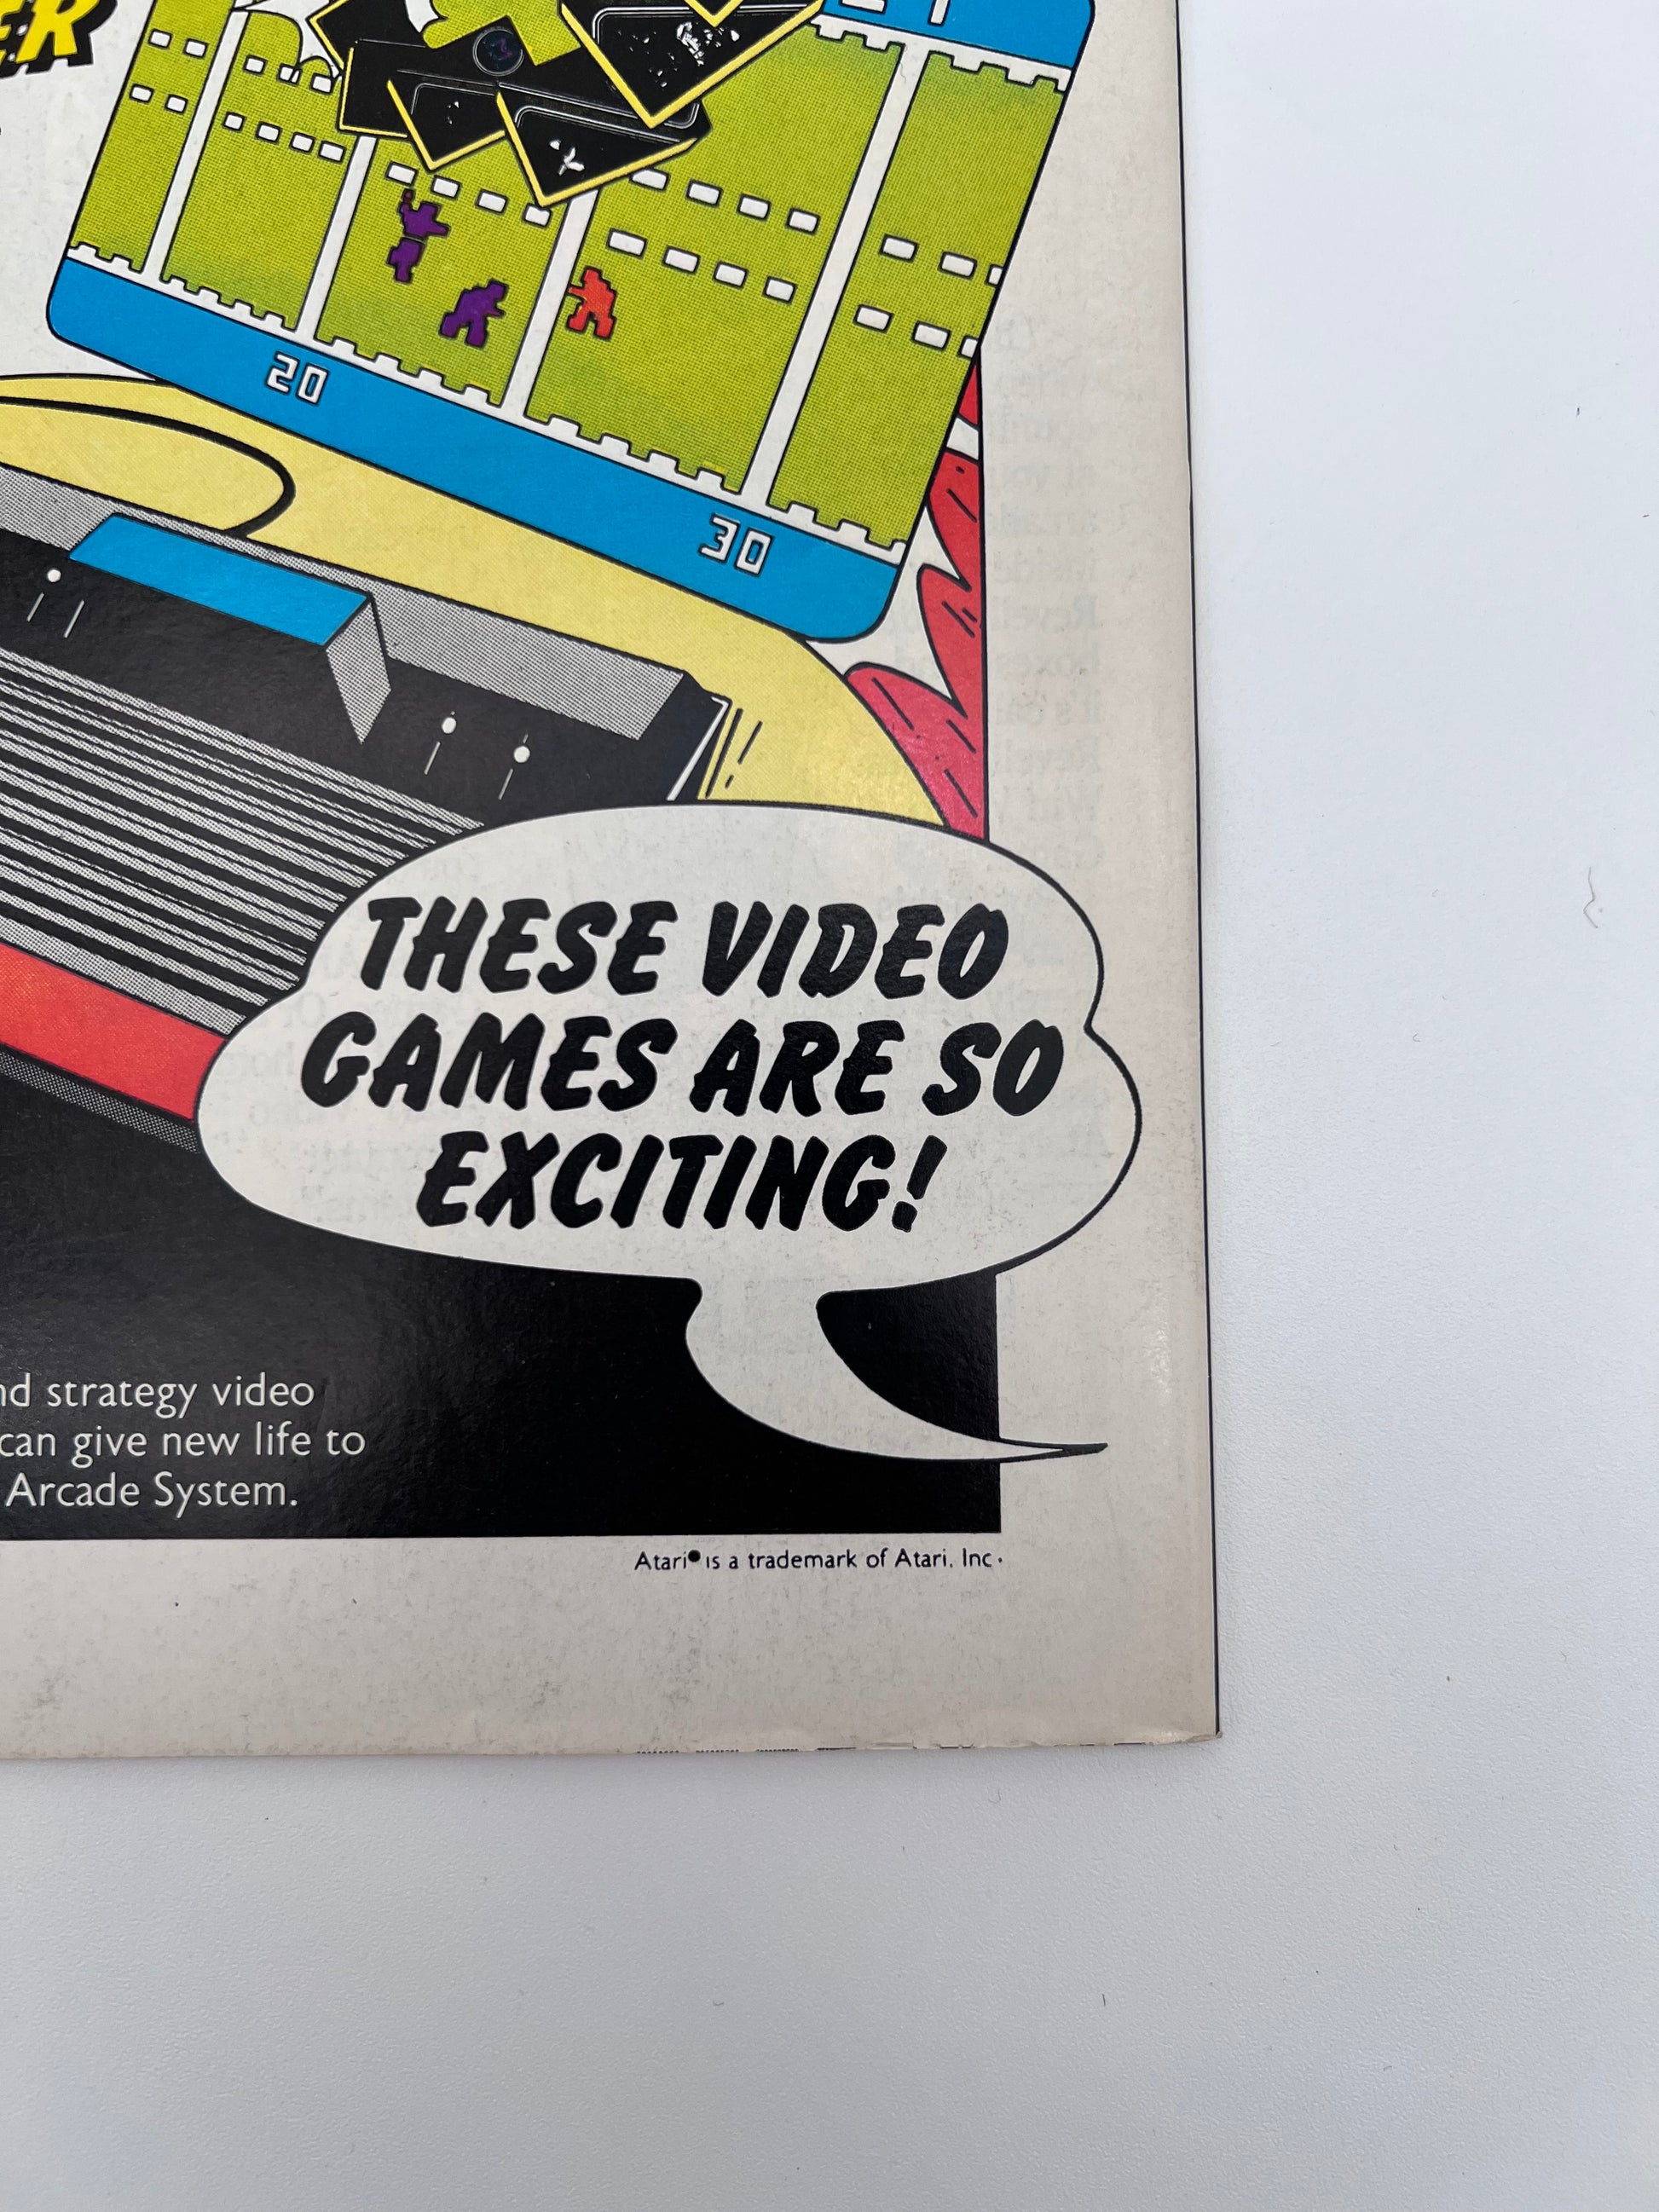 ER
20
30
THESE VIDEO
GAMES ARE SO
EXCITING!
nd strategy video
can give new life to
Arcade System.
Atari® is a trademark of Atari, Inc.